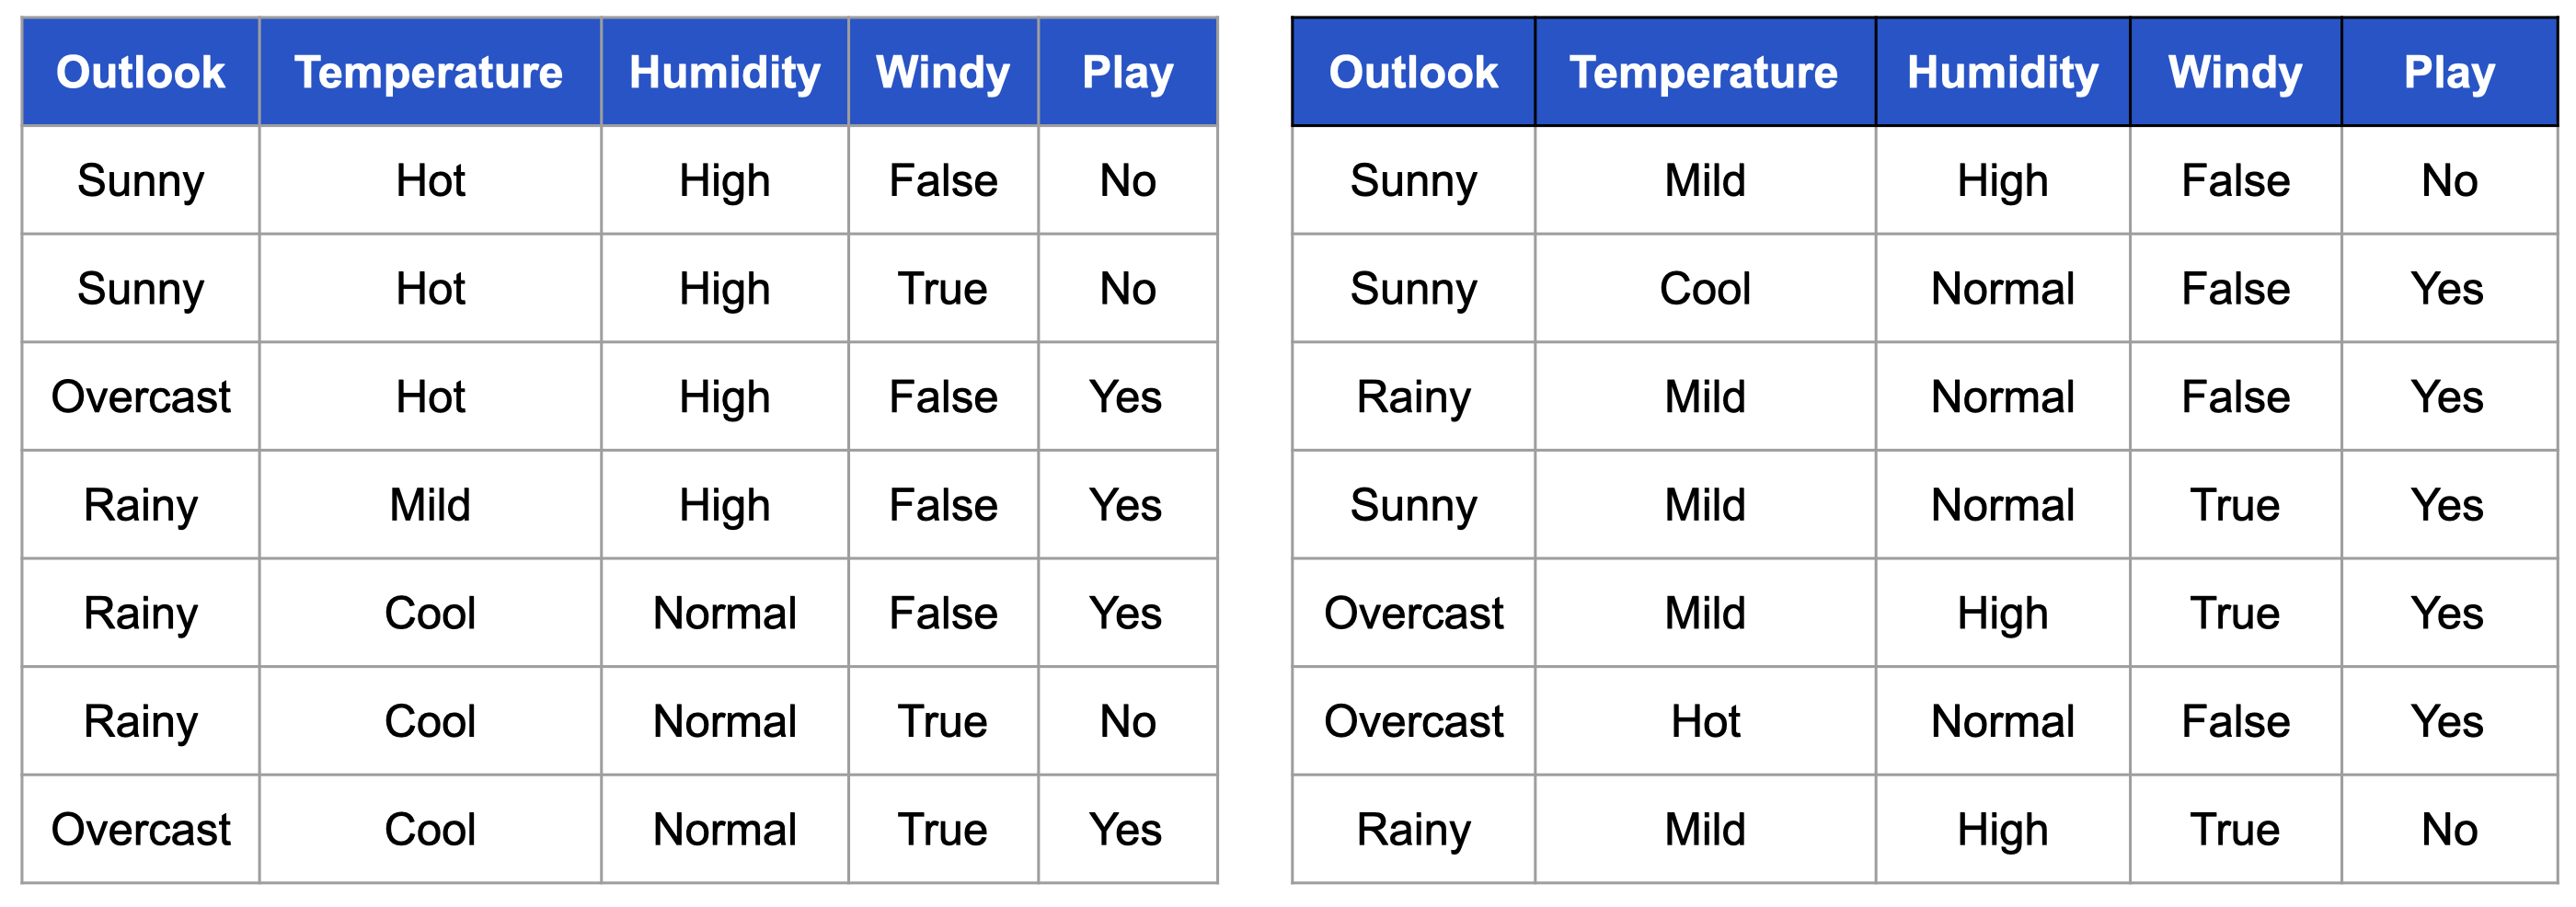 Outlook Temperature Humidity Windy Play
Sunny Hot High False No
Sunny Hot High True No
Overcast Hot High False Yes
Rainy Mild High False Yes
Rainy Cool Normal False Yes
Rainy Cool Normal True No
Overcast Cool Normal True Yes
Outlook Temperature Humidity Windy Play
Sunny Mild High False No
Sunny Cool Normal False Yes
Rainy Mild Normal False Yes
Sunny Mild Normal True Yes
Overcast Mild High True Yes
Overcast Hot Normal False Yes
Rainy Mild High True No